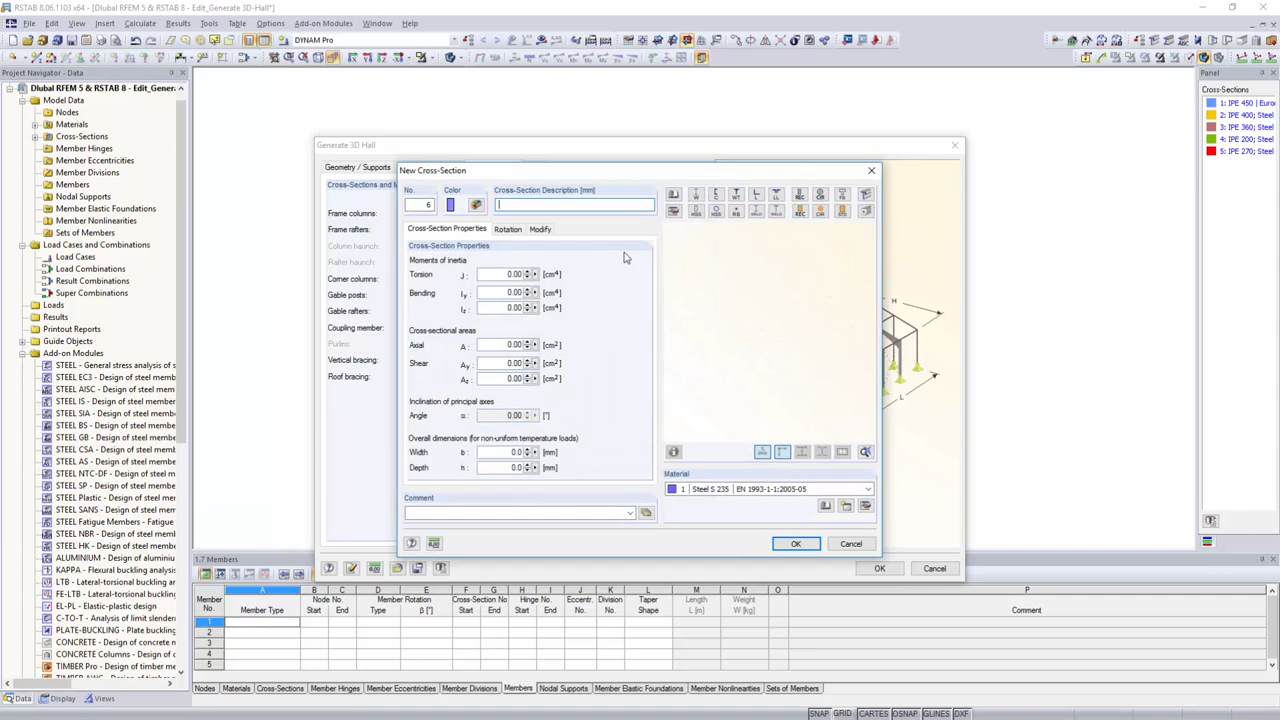 RSTAB 8.06.1103 x64 - [Dlubal RFEM 5 & RSTAB 8 - Edit_Generate 3D-Hall*]
File Edit View Insert Calculate Results Tools Table Options Add-on Modules Window Help
DYNAM Pro
Project Navigator - Data
Dlubal RFEM 5 & RSTAB 8 - Edit_Genera
Model Data
Nodes
Materials
Cross-Sections
Member Hinges
Member Eccentricities
Member Divisions
Members
Nodal Supports
Member Elastic Foundations
Member Nonlinearities
Sets of Members
Load Cases and Combinations
Load Cases
Load Combinations
Result Combinations
Super Combinations
Loads
Results
Printout Reports
Guide Objects
Add-on Modules
STEEL - General stress analysis of s
STEEL EC3 - Design of steel memb
STEEL AISC - Design of steel mem
STEEL IS - Design of steel member
STEEL SIA - Design of steel memb
STEEL BS - Design of steel membe
STEEL GB - Design of steel memb
STEEL CSA - Design of steel memb
STEEL AS - Design of steel membe
STEEL NTC-DF - Design of steel m
STEEL SP - Design of steel membe
STEEL Plastic - Design of steel mem
STEEL SANS - Design of steel mem
STEEL Fatigue Members - Fatigue
STEEL NBR - Design of steel memb
STEEL HK - Design of steel membe
ALUMINIUM - Design of aluminiu
KAPPA - Flexural buckling analysis
LTB - Lateral-torsional buckling an
FE-LTB - Lateral-torsional buckling
EL-PL - Elastic-plastic design
C-TO-T - Analysis of limit slendern
PLATE-BUCKLING - Plate buckling
CONCRETE - Design of concrete m
CONCRETE Columns - Design of co
TIMBER Pro - Design of timber me
Data Display Views
Generate 3D Hall
Geometry / Supports
Cross-Sections and M
Frame columns:
Frame rafters:
Column haunch:
Rafter haunch:
Corner columns:
Gable posts:
Gable rafters:
Coupling member:
Purlins:
Vertical bracing:
Roof bracing:
H
L
OK Cancel
New Cross-Section
No. Color Cross-Section Description [mm]
6
Cross-Section Properties Rotation Modify
Cross-Section Properties
Moments of inertia
Torsion J : 0.00 [cm4]
Bending Iy : 0.00 [cm4]
Iz : 0.00 [cm4]
Cross-sectional areas
Axial A : 0.00 [cm2]
Shear Ay : 0.00 [cm2]
Az : 0.00 [cm2]
Inclination of principal axes
Angle α : 0.00 [°]
Overall dimensions (for non-uniform temperature loads)
Width b : 0.0 [mm]
Depth h : 0.0 [mm]
Comment
Material
1 Steel S 235 EN 1993-1-1:2005-05
OK Cancel
Panel
Cross-Sections
1: IPE 450 | Euro
2: IPE 400; Steel
3: IPE 360; Steel
4: IPE 200; Steel
5: IPE 270; Steel
1.7 Members
A B C D E F G H I J K L M N O P
Member No. Member Type Node No. Start End Member Rotation Type β [°] Cross-Section No Start End Hinge No. Start End Eccentr. No. Division No. Taper Shape Length L [m] Weight W [kg] Comment
1
2
3
4
5
Nodes Materials Cross-Sections Member Hinges Member Eccentricities Member Divisions Members Nodal Supports Member Elastic Foundations Member Nonlinearities Sets of Members
SNAP GRID CARTES OSNAP GLINES DXF